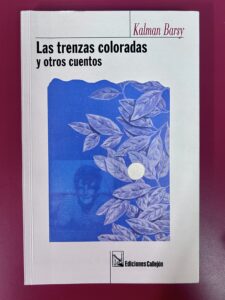 Kalman Barsy
Las trenzas coloradas
y otros cuentos
Ediciones Callejón